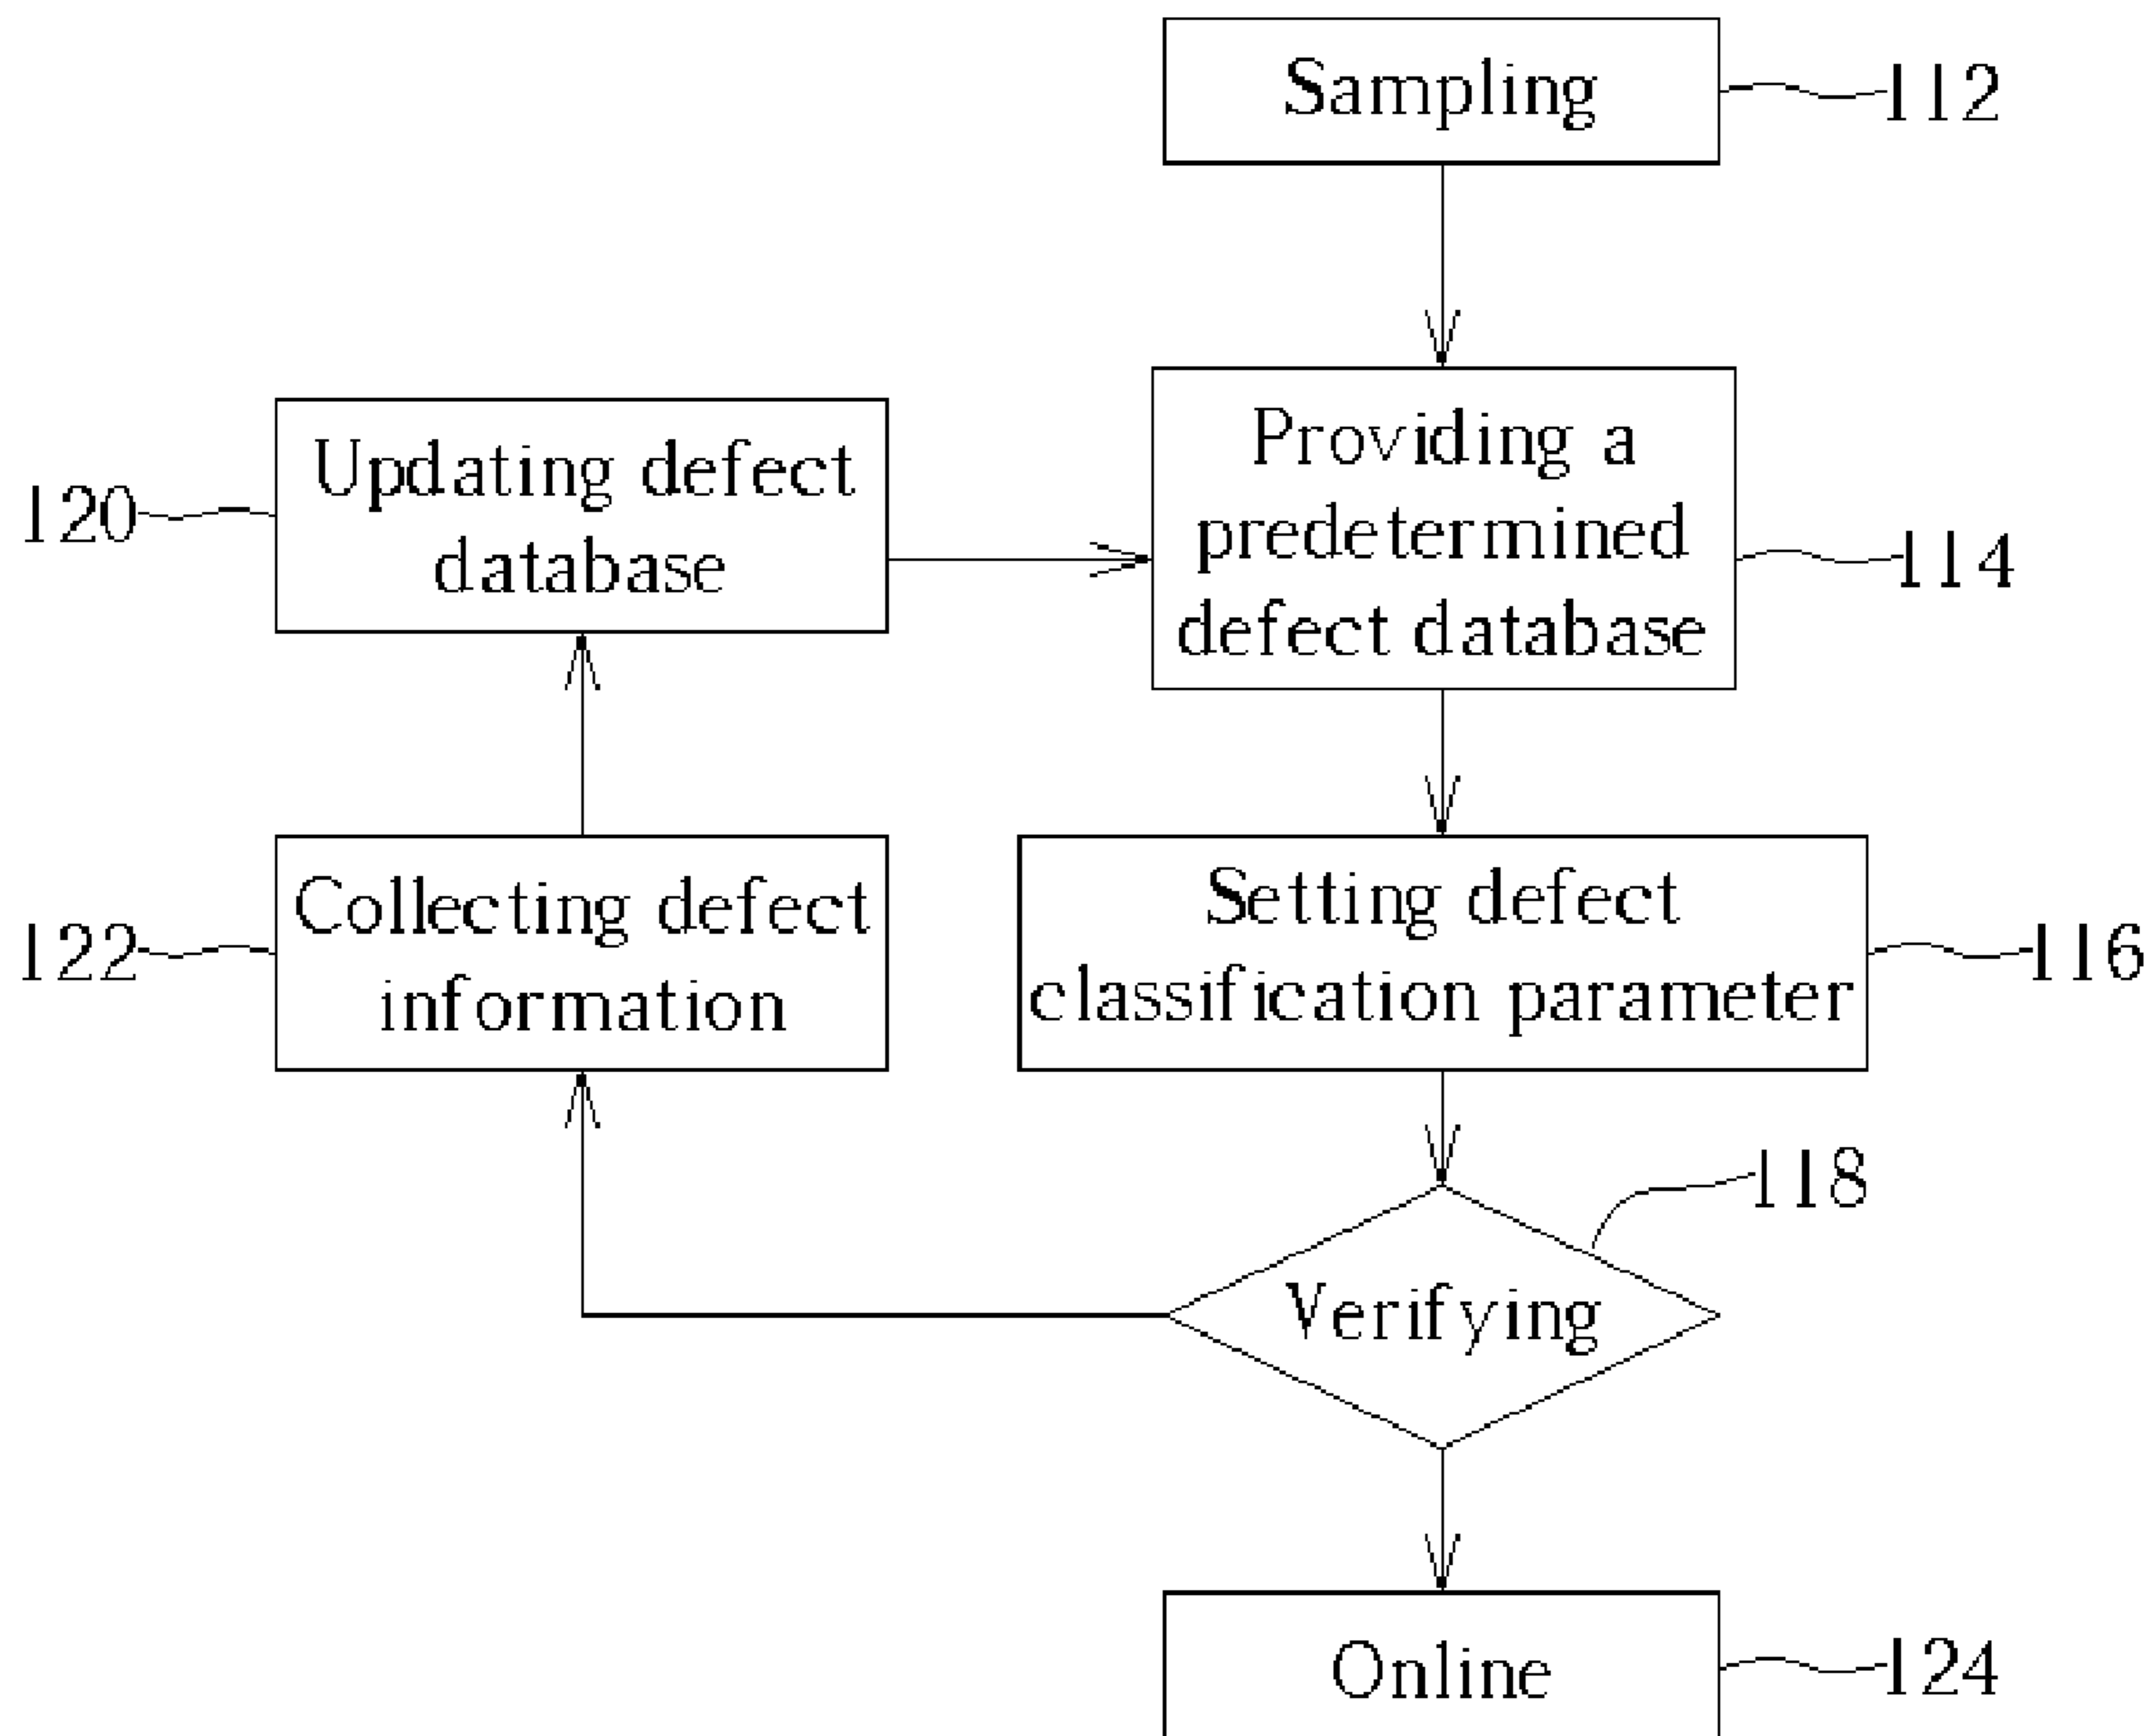 Sampling
112
Providing a
predetermined
defect database
114
Updating defect
database
120
Collecting defect
information
122
Setting defect
classification parameter
116
118
Verifying
Online
124